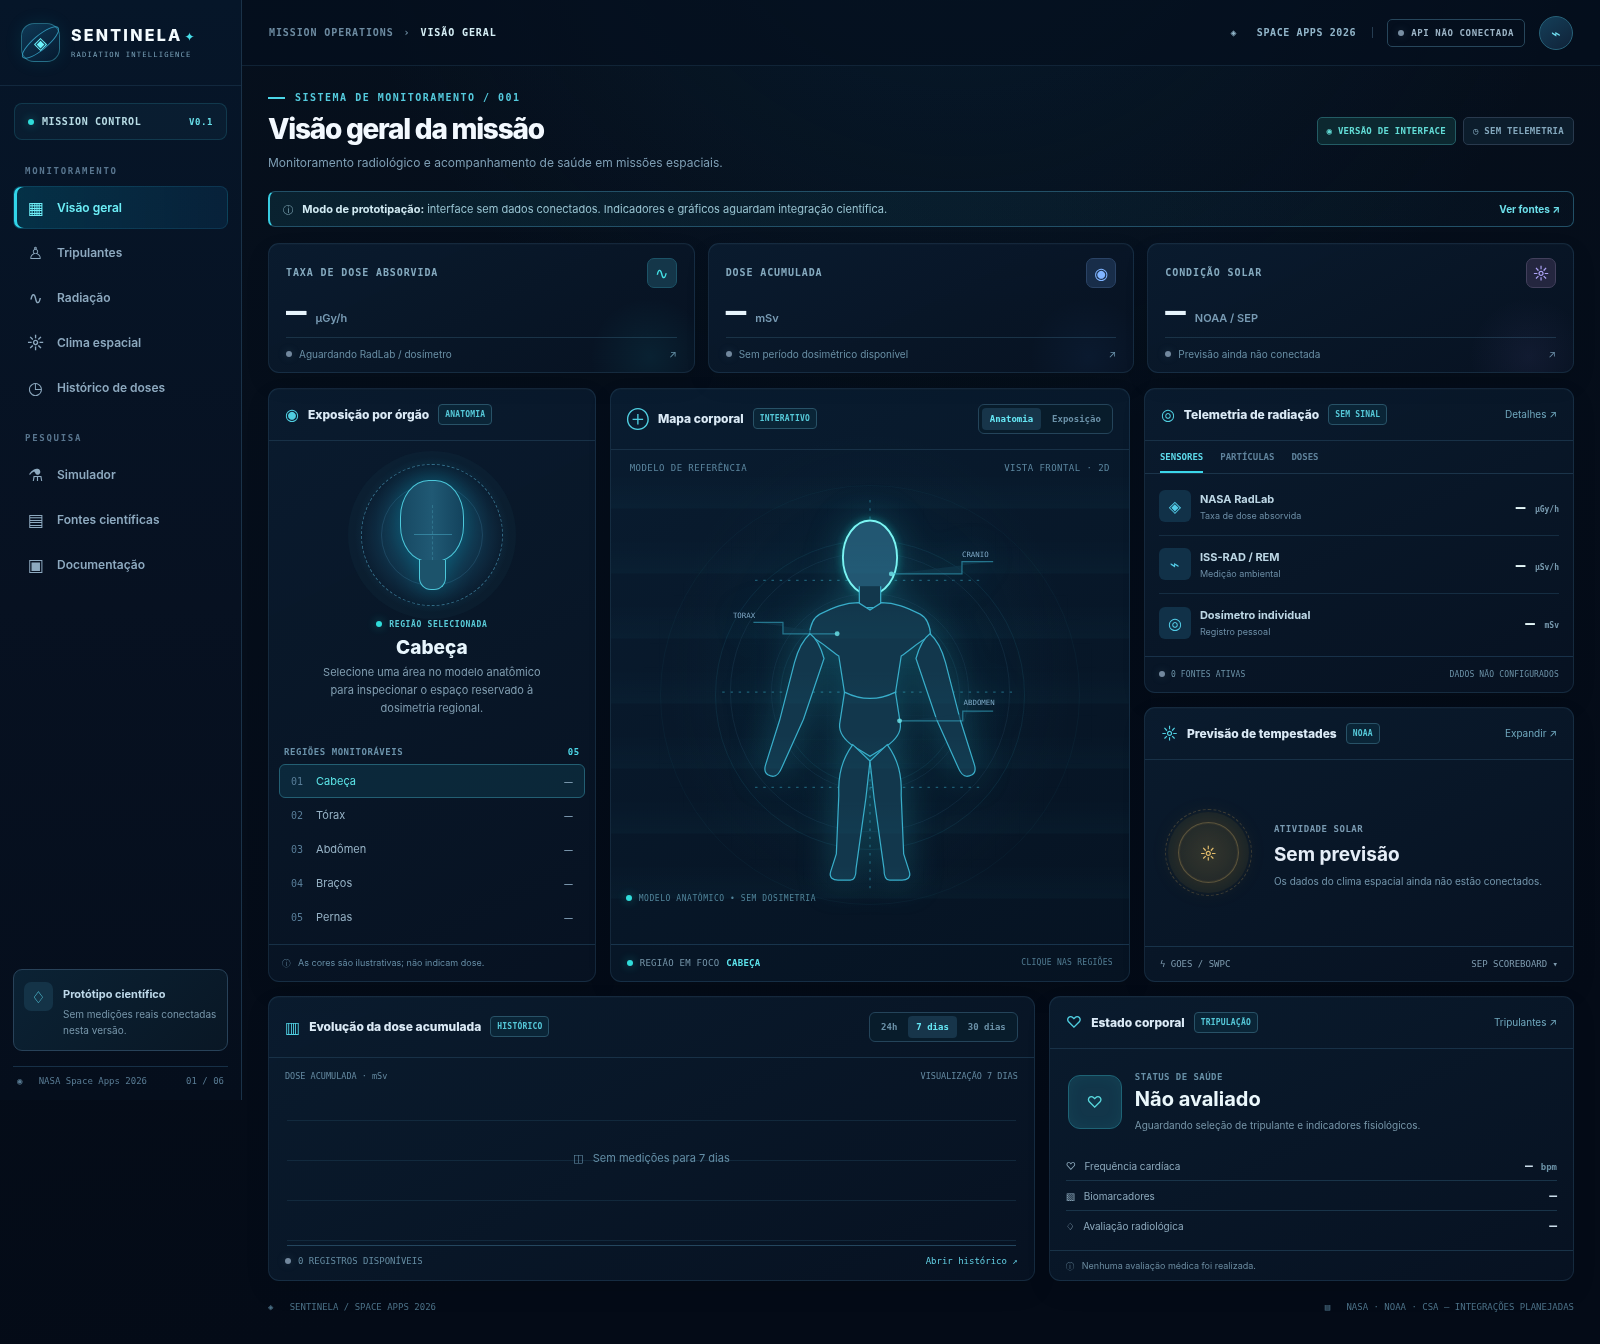 SENTINELA
RADIATION INTELLIGENCE
MISSION CONTROL V0.1
MONITORAMENTO
Visão geral
Tripulantes
Radiação
Clima espacial
Histórico de doses
PESQUISA
Simulador
Fontes científicas
Documentação
Protótipo científico
Sem medições reais conectadas
nesta versão.
NASA Space Apps 2026 01 / 06
MISSION OPERATIONS › VISÃO GERAL
SPACE APPS 2026
API NÃO CONECTADA
SISTEMA DE MONITORAMENTO / 001
Visão geral da missão
Monitoramento radiológico e acompanhamento de saúde em missões espaciais.
VERSÃO DE INTERFACE
SEM TELEMETRIA
Modo de prototipação: interface sem dados conectados. Indicadores e gráficos aguardam integração científica.
Ver fontes ↗
TAXA DE DOSE ABSORVIDA
— μGy/h
Aguardando RadLab / dosímetro ↗
DOSE ACUMULADA
— mSv
Sem período dosimétrico disponível ↗
CONDIÇÃO SOLAR
— NOAA / SEP
Previsão ainda não conectada ↗
Exposição por órgão ANATOMIA
REGIÃO SELECIONADA
Cabeça
Selecione uma área no modelo anatômico
para inspecionar o espaço reservado à
dosimetria regional.
REGIÕES MONITORÁVEIS 05
01 Cabeça —
02 Tórax —
03 Abdômen —
04 Braços —
05 Pernas —
As cores são ilustrativas; não indicam dose.
Mapa corporal INTERATIVO
Anatomia Exposição
MODELO DE REFERÊNCIA VISTA FRONTAL · 2D
CRANIO
TORAX
ABDOMEN
MODELO ANATÔMICO • SEM DOSIMETRIA
REGIÃO EM FOCO CABEÇA CLIQUE NAS REGIÕES
Telemetria de radiação SEM SINAL Detalhes ↗
SENSORES PARTÍCULAS DOSES
NASA RadLab
Taxa de dose absorvida
— μGy/h
ISS-RAD / REM
Medição ambiental
— μSv/h
Dosímetro individual
Registro pessoal
— mSv
0 FONTES ATIVAS DADOS NÃO CONFIGURADOS
Previsão de tempestades NOAA Expandir ↗
ATIVIDADE SOLAR
Sem previsão
Os dados do clima espacial ainda não estão conectados.
ϟ GOES / SWPC SEP SCOREBOARD ▾
Evolução da dose acumulada HISTÓRICO
24h 7 dias 30 dias
DOSE ACUMULADA · mSv VISUALIZAÇÃO 7 DIAS
Sem medições para 7 dias
0 REGISTROS DISPONÍVEIS Abrir histórico ↗
Estado corporal TRIPULAÇÃO Tripulantes ↗
STATUS DE SAÚDE
Não avaliado
Aguardando seleção de tripulante e indicadores fisiológicos.
Frequência cardíaca — bpm
Biomarcadores —
Avaliação radiológica —
Nenhuma avaliação médica foi realizada.
SENTINELA / SPACE APPS 2026
NASA · NOAA · CSA — INTEGRAÇÕES PLANEJADAS